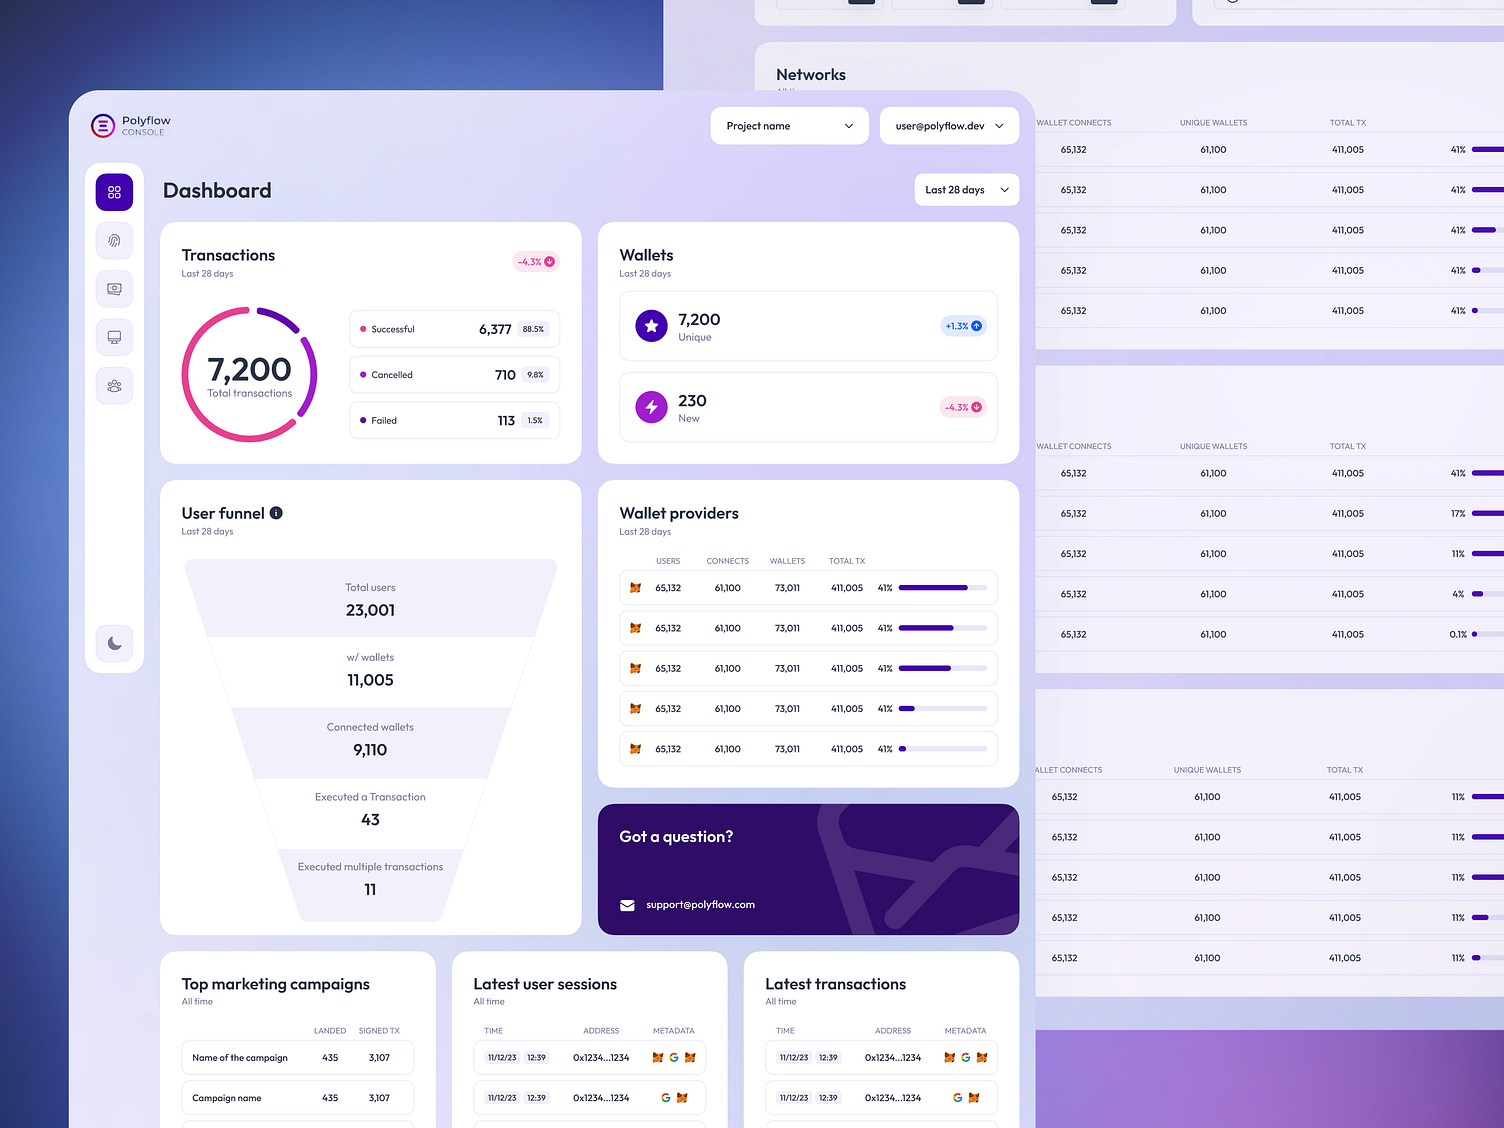 Networks
Polyflow
CONSOLE
Project name
user@polyflow.dev
Dashboard
Last 28 days
Transactions
Last 28 days
-4.3%
7,200
Total transactions
Successful 6,377 88.5%
Cancelled 710 9.8%
Failed 113 1.5%
Wallets
Last 28 days
7,200
Unique
+1.3%
230
New
-4.3%
User funnel
Last 28 days
Total users
23,001
w/ wallets
11,005
Connected wallets
9,110
Executed a Transaction
43
Executed multiple transactions
11
Wallet providers
Last 28 days
USERS CONNECTS WALLETS TOTAL TX
65,132 61,100 73,011 411,005 41%
65,132 61,100 73,011 411,005 41%
65,132 61,100 73,011 411,005 41%
65,132 61,100 73,011 411,005 41%
65,132 61,100 73,011 411,005 41%
Got a question?
support@polyflow.com
Top marketing campaigns
All time
LANDED SIGNED TX
Name of the campaign 435 3,107
Campaign name 435 3,107
Latest user sessions
All time
TIME ADDRESS METADATA
11/12/23 12:39 0x1234...1234
11/12/23 12:39 0x1234...1234
Latest transactions
All time
TIME ADDRESS METADATA
11/12/23 12:39 0x1234...1234
11/12/23 12:39 0x1234...1234
WALLET CONNECTS UNIQUE WALLETS TOTAL TX
65,132 61,100 411,005 41%
65,132 61,100 411,005 41%
65,132 61,100 411,005 41%
65,132 61,100 411,005 41%
65,132 61,100 411,005 41%
WALLET CONNECTS UNIQUE WALLETS TOTAL TX
65,132 61,100 411,005 41%
65,132 61,100 411,005 17%
65,132 61,100 411,005 11%
65,132 61,100 411,005 4%
65,132 61,100 411,005 0.1%
ALLET CONNECTS UNIQUE WALLETS TOTAL TX
65,132 61,100 411,005 11%
65,132 61,100 411,005 11%
65,132 61,100 411,005 11%
65,132 61,100 411,005 11%
65,132 61,100 411,005 11%